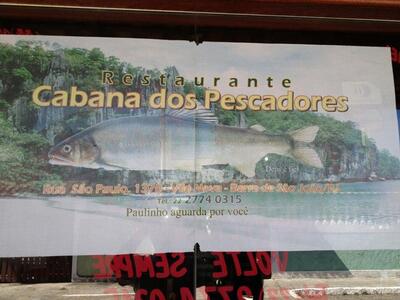 Restaurante
Cabana dos Pescadores
Rua São Paulo, Vila Nova - Barra de São João/RJ
Tel.: 22 2774 0315
Paulinho aguarda por você
VOLTE SEMPRE